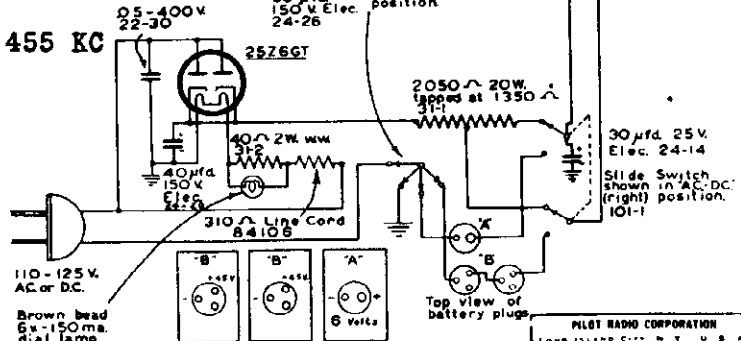 .05-400 V.
22-30
150 V. Elec.
24-26
position.
455 KC
25Z6GT
2050 Ω 20W.
tapped at 1350 Ω
31-1
40 Ω 2W. w.w.
31-2
30 μfd. 25 V.
Elec. 24-14
40 μfd.
150 V.
Elec.
Slide Switch
shown in "AC-DC"
(right) position.
101-1
310 Ω Line Cord
84106
"A"
"B"
110-125 V.
AC. or D.C.
"B"
+45V.
-
"B"
+45V.
-
"A"
- +
6 Volts
Top view of
battery plugs
Brown bead
6 v.-150 ma.
dial lamp
PILOT RADIO CORPORATION